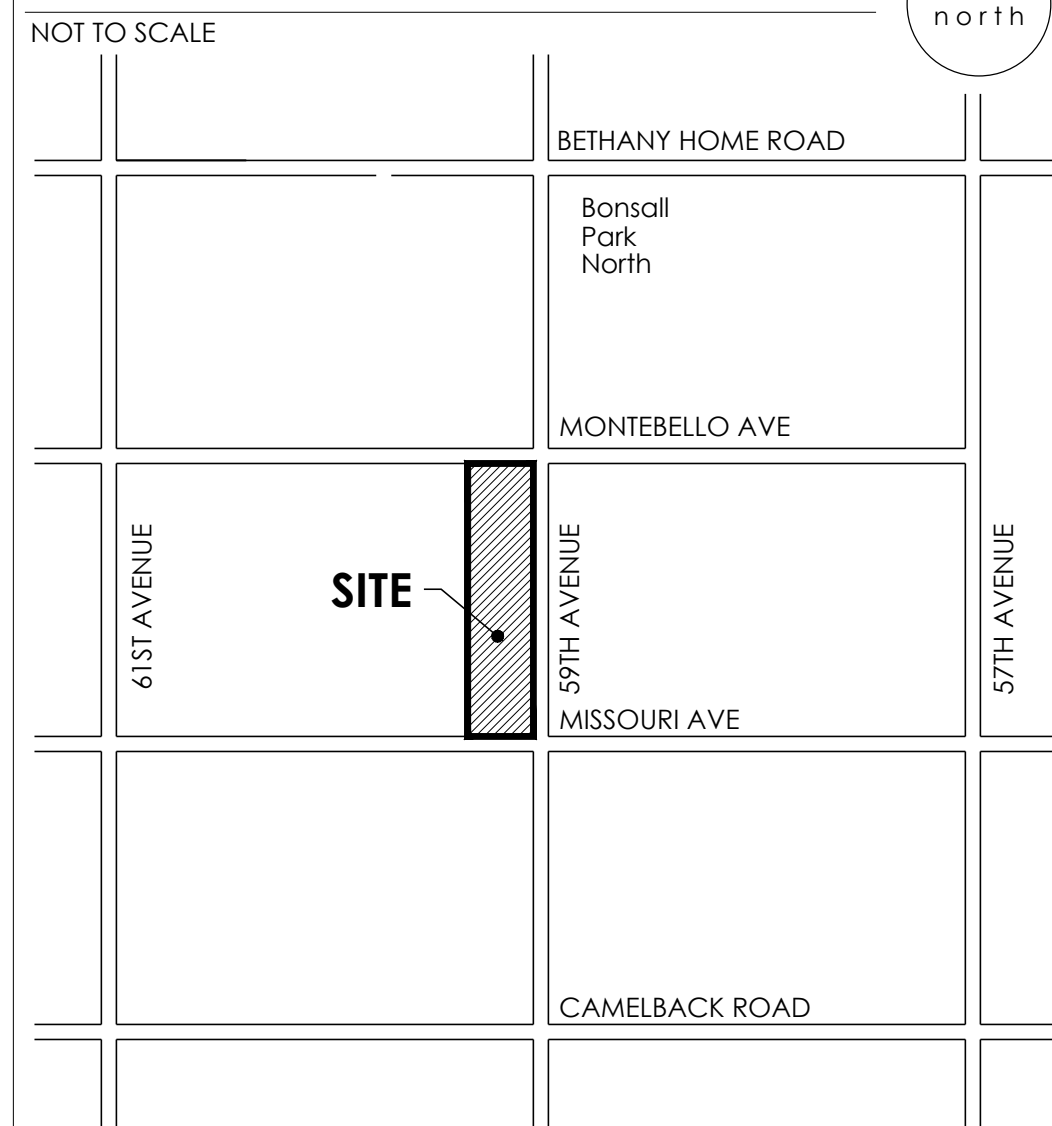 north
NOT TO SCALE
BETHANY HOME ROAD
Bonsall
Park
North
MONTEBELLO AVE
61ST AVENUE
SITE
59TH AVENUE
57TH AVENUE
MISSOURI AVE
CAMELBACK ROAD